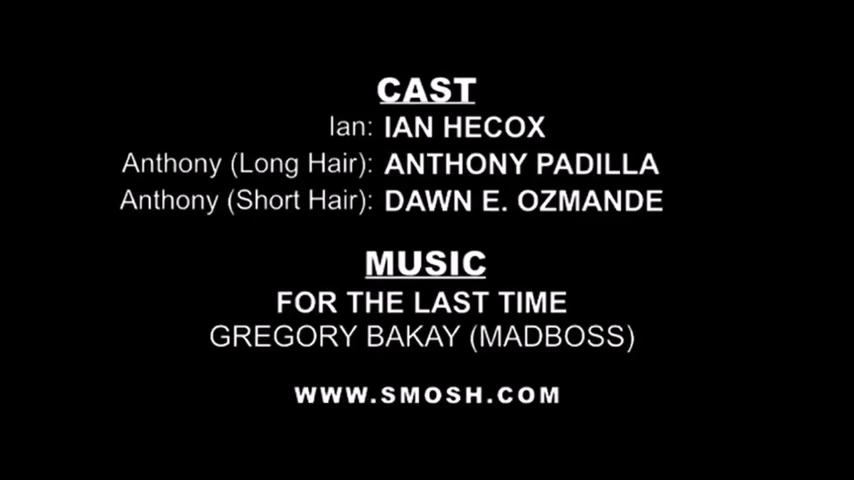 CAST
Ian: IAN HECOX
Anthony (Long Hair): ANTHONY PADILLA
Anthony (Short Hair): DAWN E. OZMANDE
MUSIC
FOR THE LAST TIME
GREGORY BAKAY (MADBOSS)
WWW.SMOSH.COM